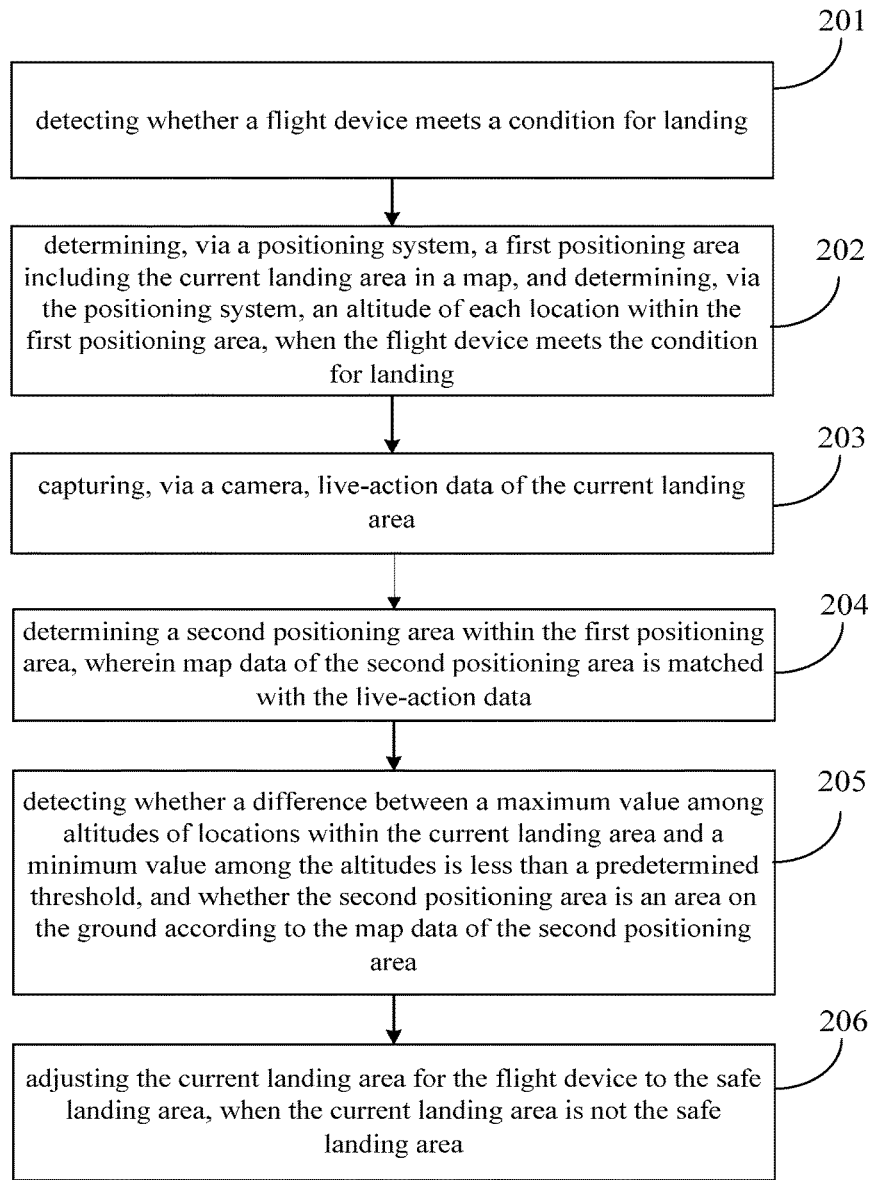 201
detecting whether a flight device meets a condition for landing
determining, via a positioning system, a first positioning area
including the current landing area in a map, and determining, via
the positioning system, an altitude of each location within the
first positioning area, when the flight device meets the condition
for landing
202
203
capturing, via a camera, live-action data of the current landing
area
204
determining a second positioning area within the first positioning
area, wherein map data of the second positioning area is matched
with the live-action data
detecting whether a difference between a maximum value among
altitudes of locations within the current landing area and a
minimum value among the altitudes is less than a predetermined
threshold, and whether the second positioning area is an area on
the ground according to the map data of the second positioning
area
205
206
adjusting the current landing area for the flight device to the safe
landing area, when the current landing area is not the safe
landing area